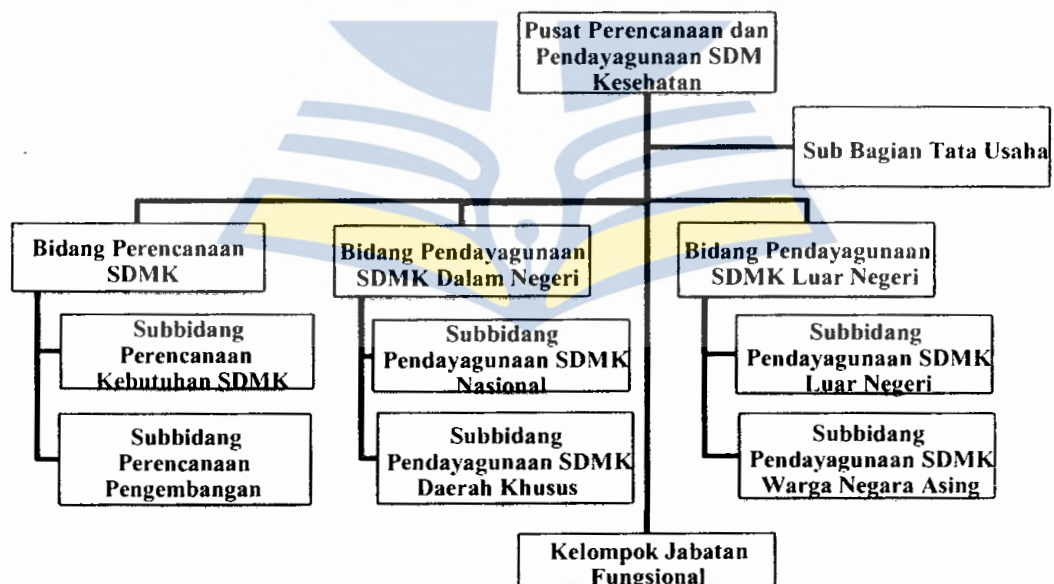 Pusat Perencanaan dan
Pendayagunaan SDM
Kesehatan
Sub Bagian Tata Usaha
Bidang Perencanaan
SDMK
Subbidang
Perencanaan
Kebutuhan SDMK
Subbidang
Perencanaan
Pengembangan
Bidang Pendayagunaan
SDMK Dalam Negeri
Subbidang
Pendayagunaan SDMK
Nasional
Subbidang
Pendayagunaan SDMK
Daerah Khusus
Bidang Pendayagunaan
SDMK Luar Negeri
Subbidang
Pendayagunaan SDMK
Luar Negeri
Subbidang
Pendayagunaan SDMK
Warga Negara Asing
Kelompok Jabatan
Fungsional